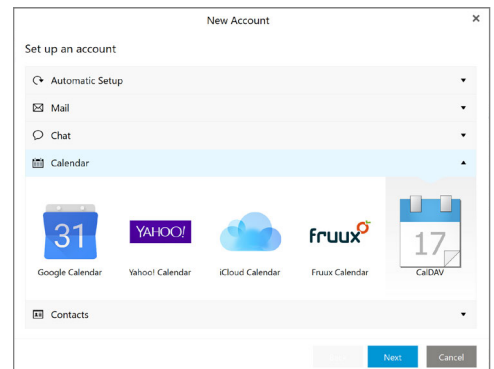 New Account
Set up an account
Automatic Setup
Mail
Chat
Calendar
31 YAHOO! fruux 17
Google Calendar Yahoo! Calendar iCloud Calendar Fruux Calendar CalDAV
Contacts
Next Cancel